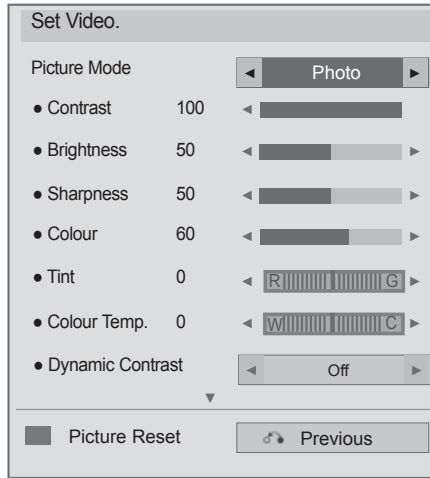 Set Video.
Picture Mode ◄ Photo ►
● Contrast 100 ◄
● Brightness 50 ◄ ►
● Sharpness 50 ◄ ►
● Colour 60 ◄ ►
● Tint 0 ◄ R G ►
● Colour Temp. 0 ◄ W C ►
● Dynamic Contrast ◄ Off ►
▼
Picture Reset Previous